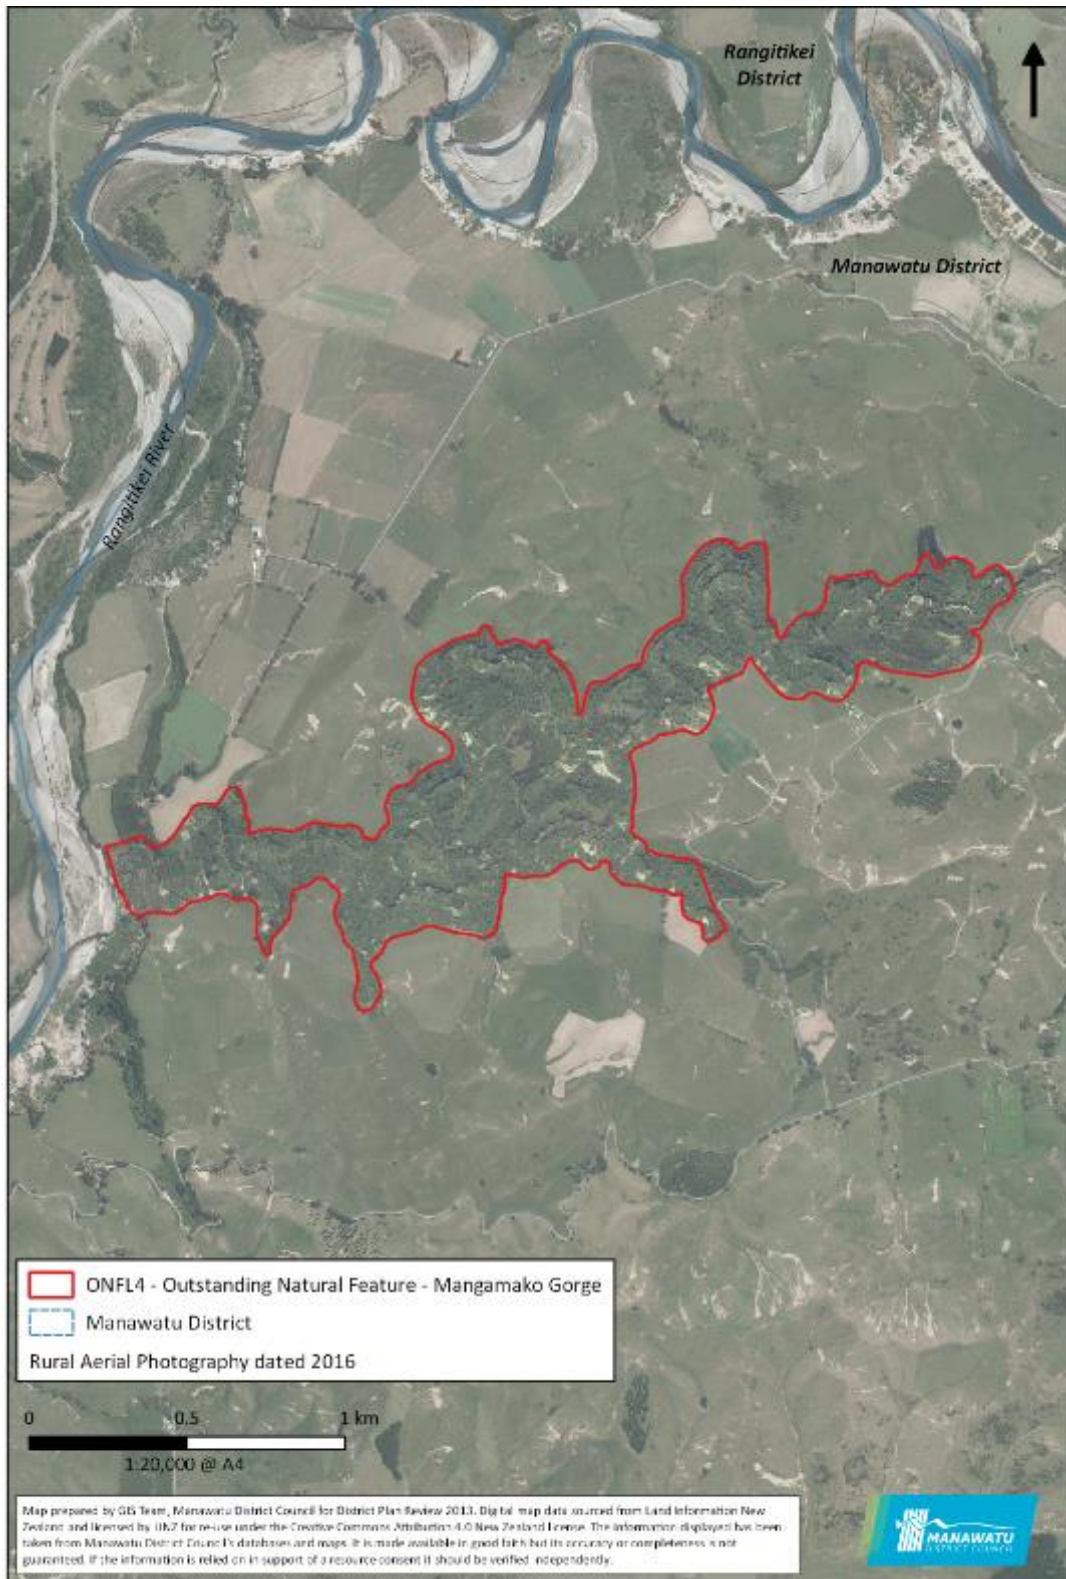 Rangitikei
District
Manawatu District
Rangitikei River
ONFL4 - Outstanding Natural Feature - Mangamako Gorge
Manawatu District
Rural Aerial Photography dated 2016
0 0.5 1 km
1:20,000 @ A4
Map prepared by GIS Team, Manawatu District Council for District Plan Review 2013. Digital map data sourced from Land Information New
Zealand and licensed by LINZ for re-use under the Creative Commons Attribution 4.0 New Zealand license. The information displayed has been
taken from Manawatu District Council's databases and maps. It is made available in good faith but its accuracy or completeness is not
guaranteed. If the information is relied on in support of a resource consent it should be verified independently.
MANAWATU
DISTRICT COUNCIL